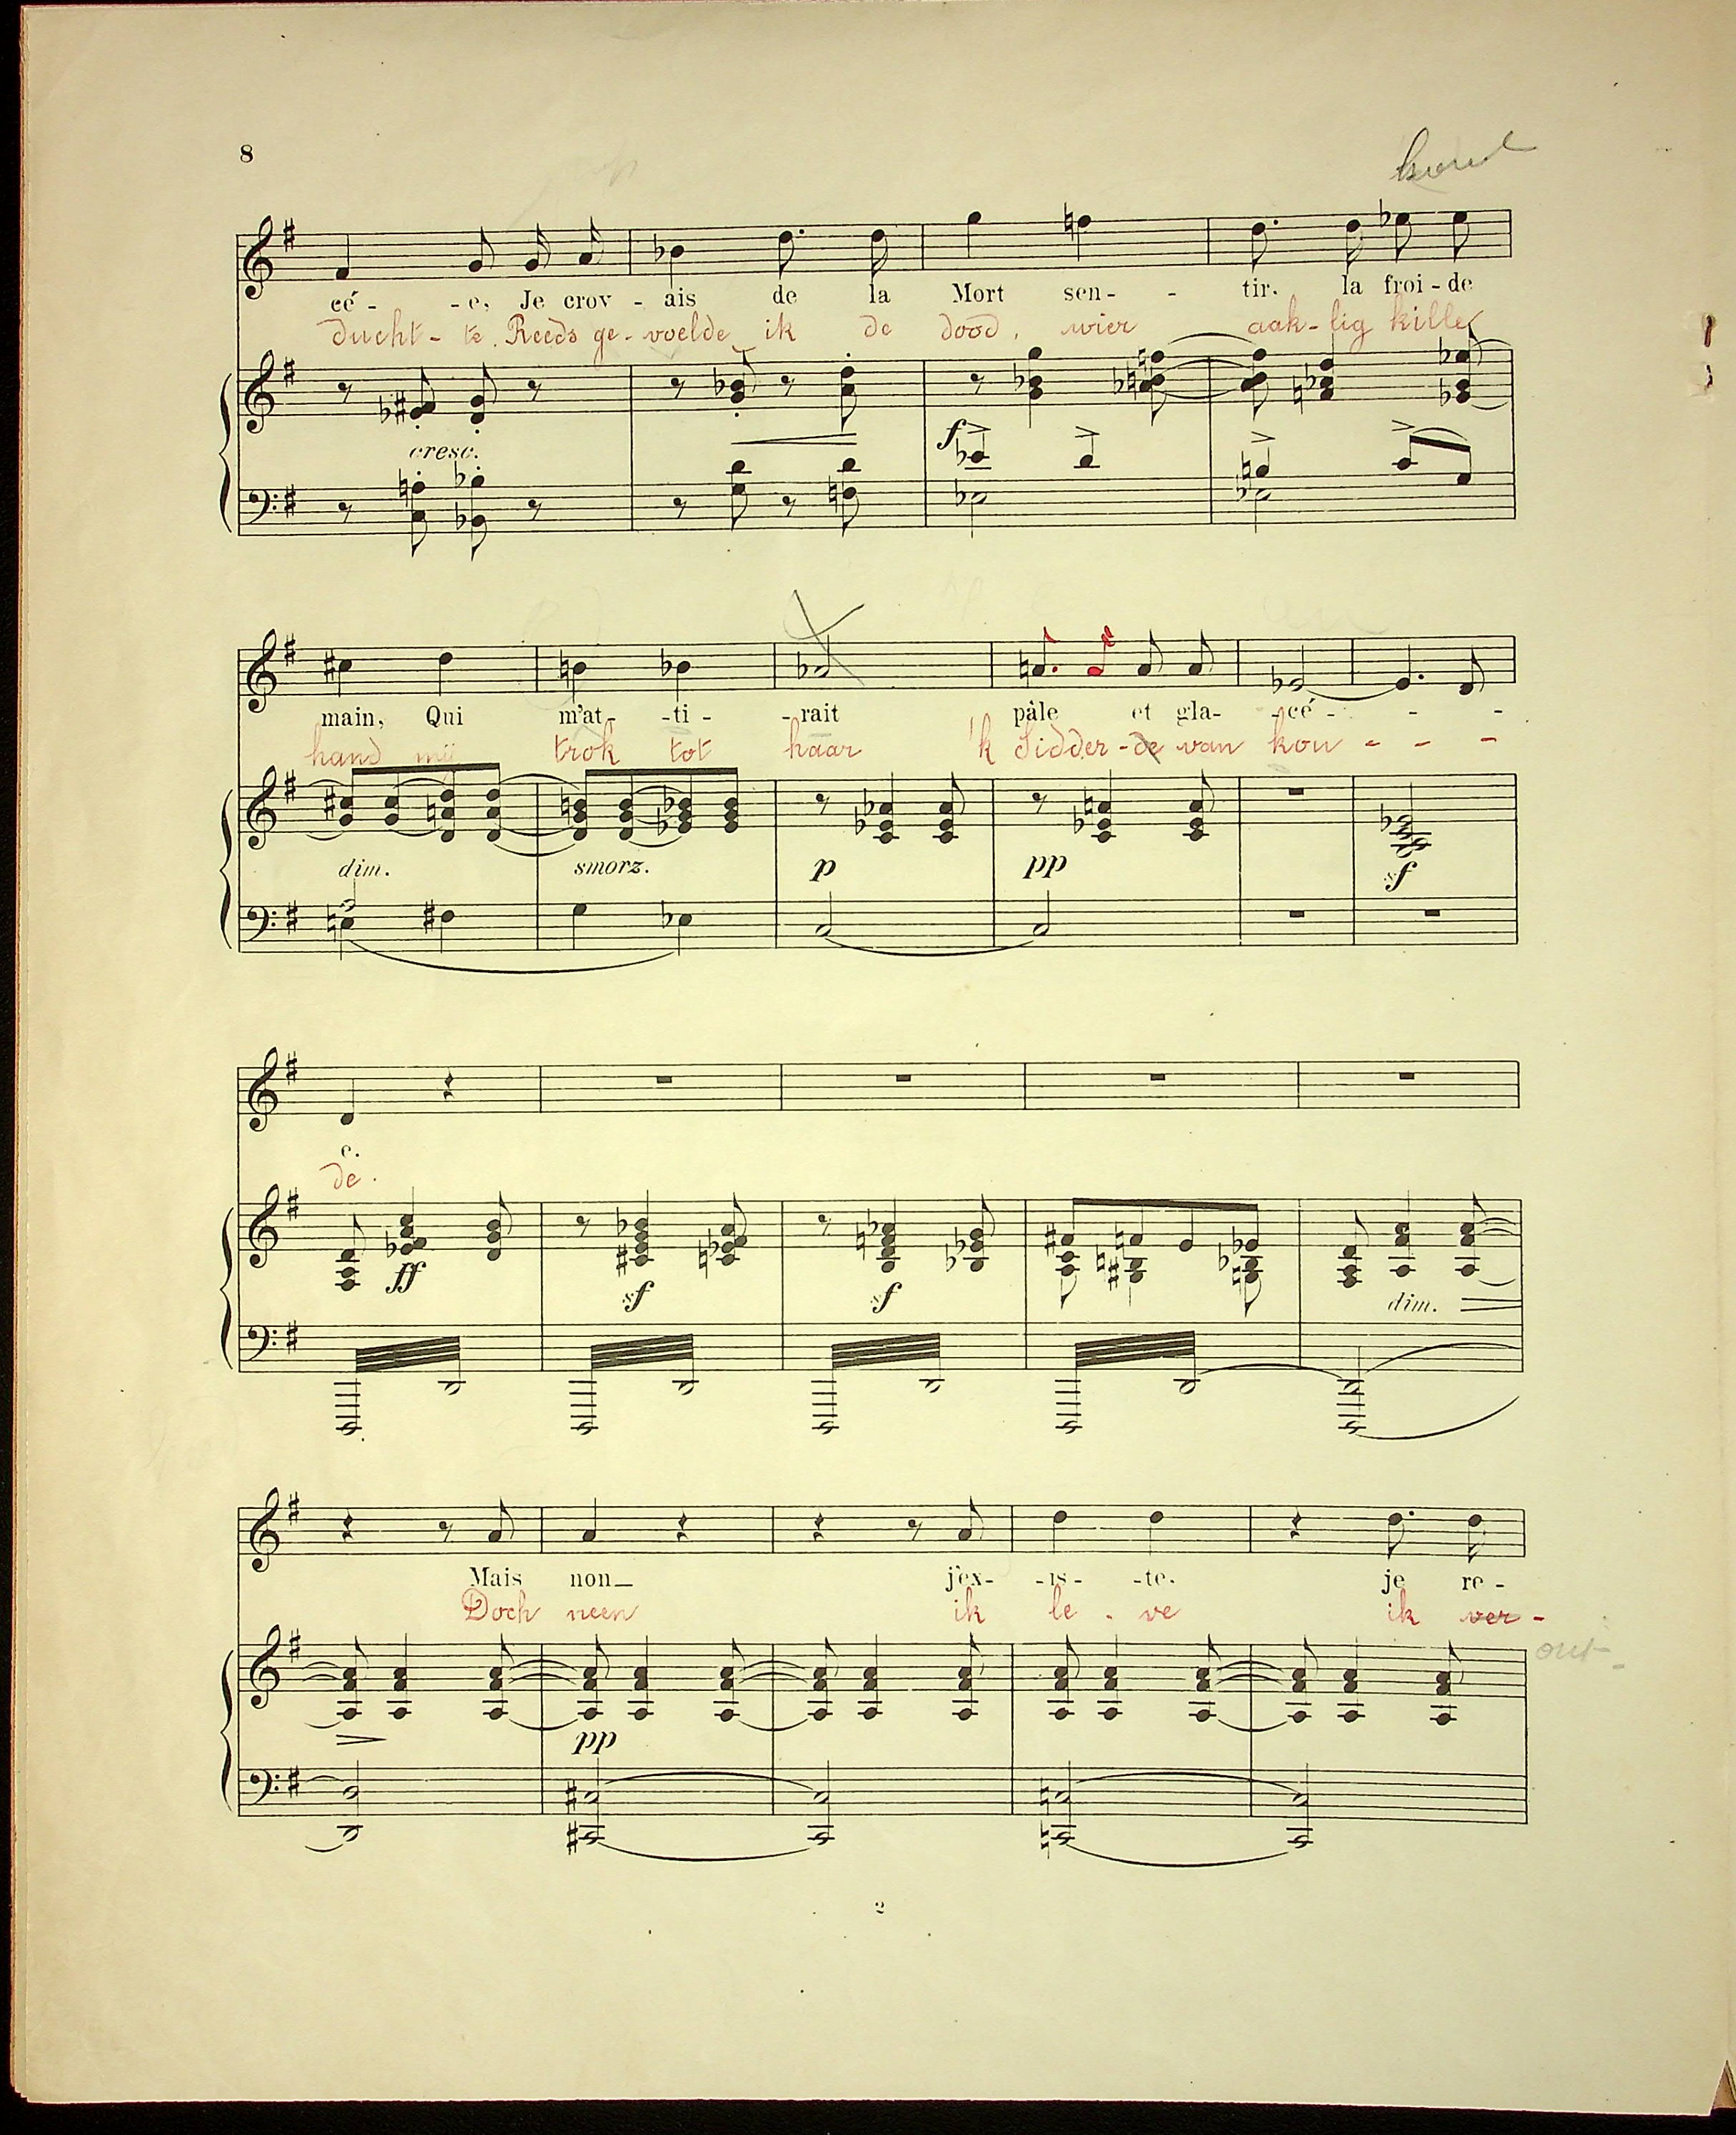 8
cé - - e, Je croy - ais de la Mort sen - - tir. la froi - de
ducht - te. Reeds ge - voelde ik de dood, wier aak - lig kille
cresc.
f
main, Qui m'at - -ti - -rait pâle et gla - -cé - - -
hand mij trok tot haar 'k Sidder - de van kou - - -
dim. smorz. p pp sf
e.
de.
ff sf sf dim.
Mais non_ j'ex - -is - -te. je re -
Doch neen ik le - ve ik ver -
ont -
pp
2